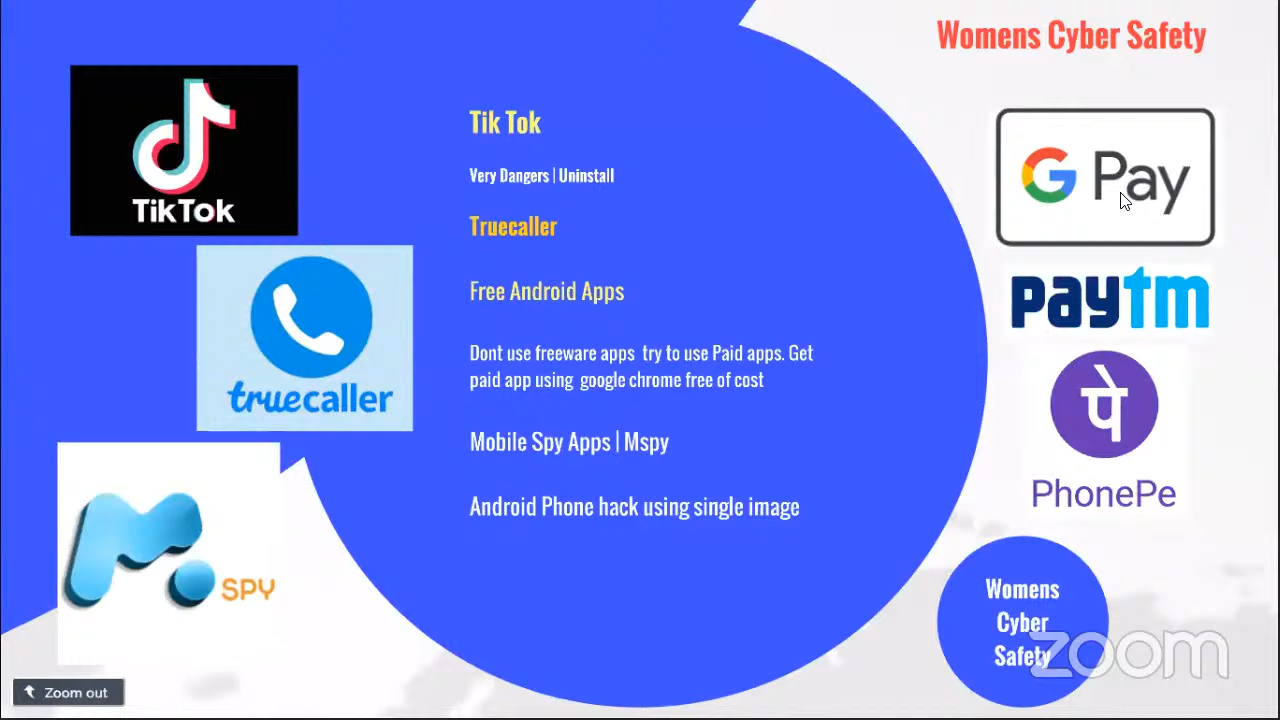 Womens Cyber Safety
TikTok
Tik Tok
Very Dangers | Uninstall
G Pay
Truecaller
truecaller
Free Android Apps
paytm
Dont use freeware apps try to use Paid apps. Get
paid app using google chrome free of cost
पे
PhonePe
Mobile Spy Apps | Mspy
Android Phone hack using single image
M.
SPY
Womens
Cyber
Safety
zoom
Zoom out